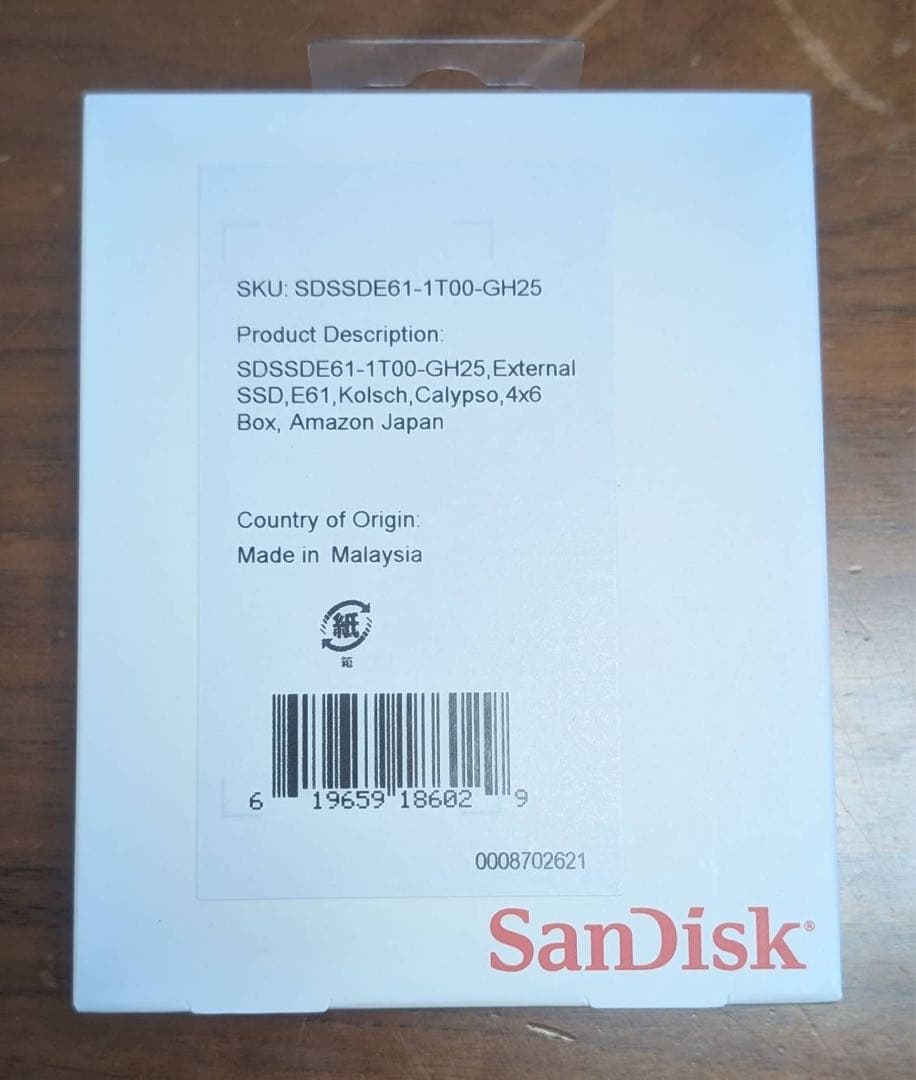 SKU: SDSSDE61-1T00-GH25
Product Description:
SDSSDE61-1T00-GH25,External
SSD,E61,Kolsch,Calypso,4x6
Box, Amazon Japan
Country of Origin:
Made in Malaysia
紙
箱
6 19659 18602 9
0008702621
SanDisk®